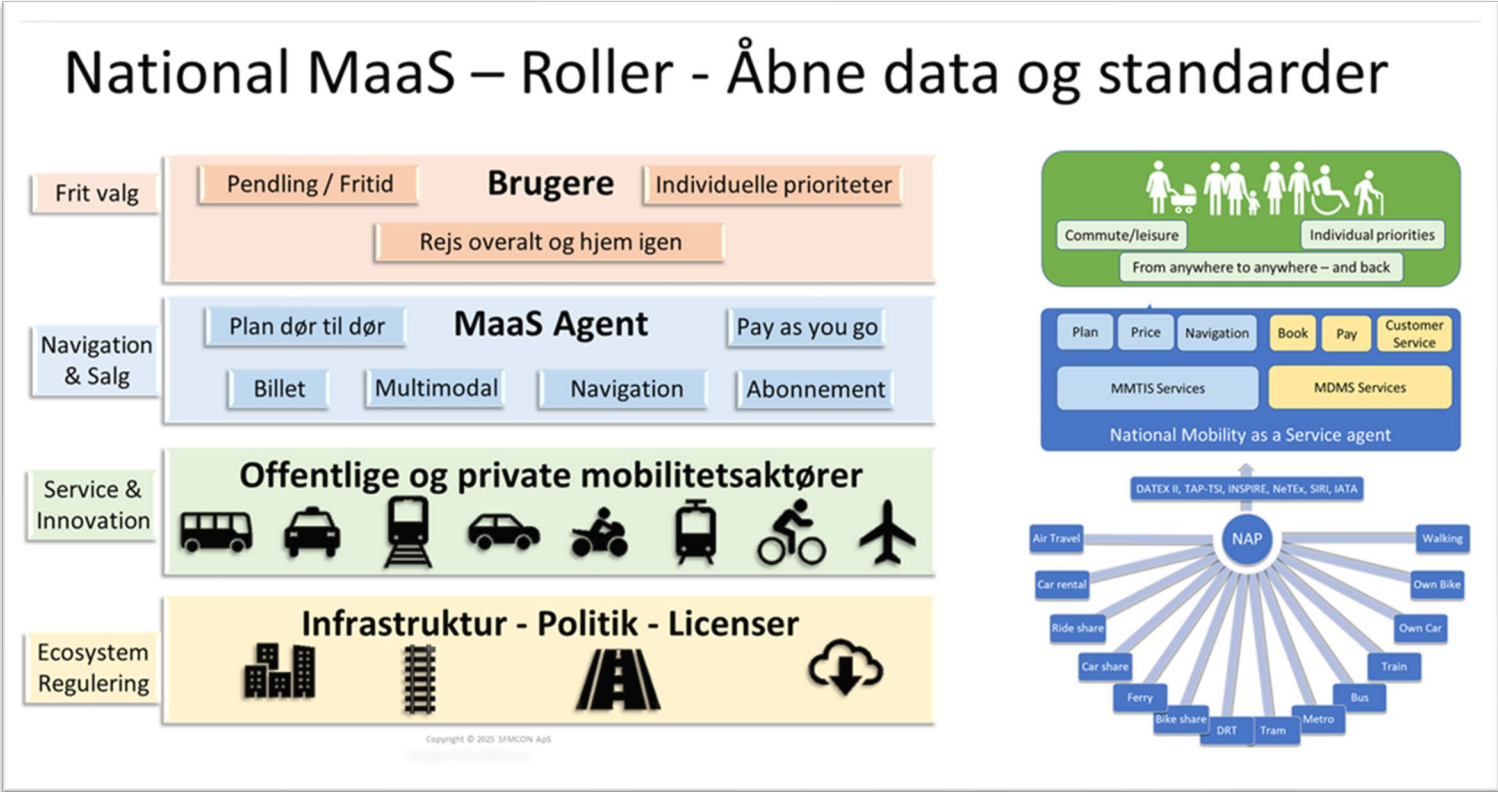 National MaaS – Roller - Åbne data og standarder
Frit valg
Pendling / Fritid
Brugere
Individuelle prioriteter
Rejs overalt og hjem igen
Navigation
& Salg
Plan dør til dør
MaaS Agent
Pay as you go
Billet
Multimodal
Navigation
Abonnement
Service &
Innovation
Offentlige og private mobilitetsaktører
Ecosystem
Regulering
Infrastruktur - Politik - Licenser
Copyright © 2025 SFMCON ApS
Commute/leisure
Individual priorities
From anywhere to anywhere – and back
Plan
Price
Navigation
Book
Pay
Customer
Service
MMTIS Services
MDMS Services
National Mobility as a Service agent
DATEX II, TAP-TSI, INSPIRE, NeTEx, SIRI, IATA
NAP
Air Travel
Car rental
Ride share
Car share
Ferry
Bike share
DRT
Tram
Metro
Bus
Train
Own Car
Own Bike
Walking